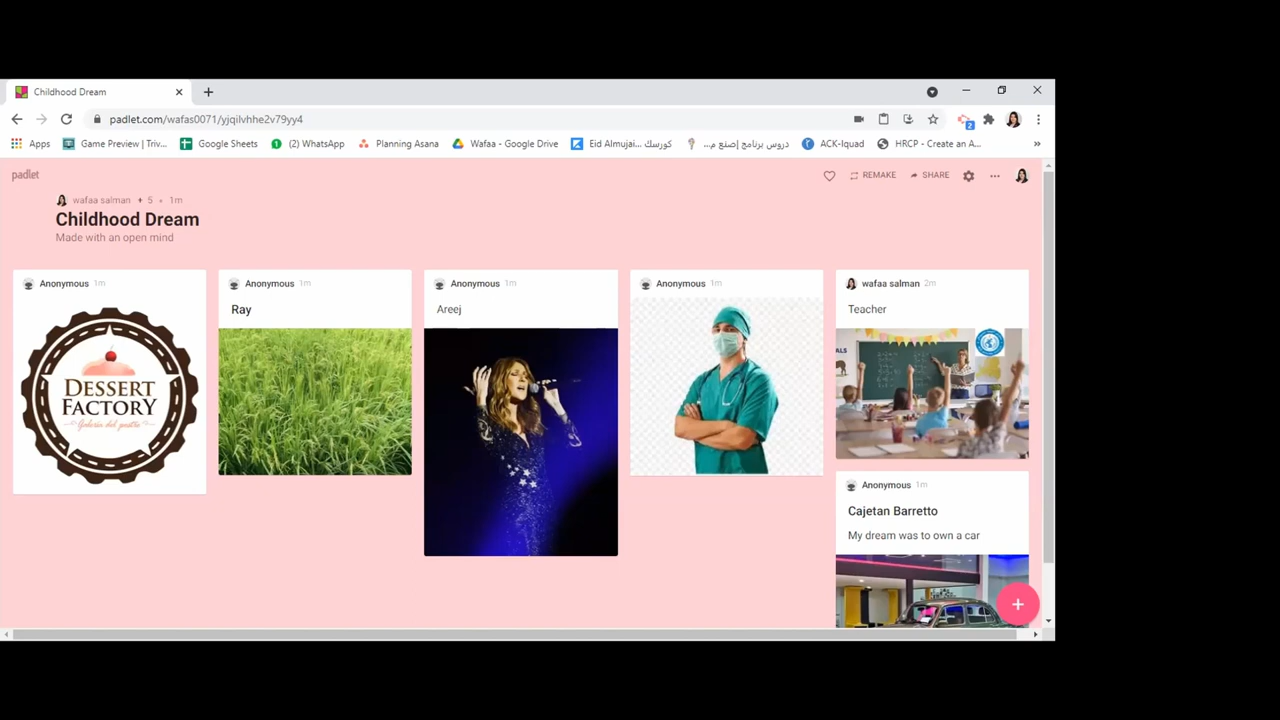 Childhood Dream
padlet.com/wafas0071/yjqilvhhe2v79yy4
2
Apps
Game Preview | Triv...
Google Sheets
(2) WhatsApp
Planning Asana
Wafaa - Google Drive
كورسك Eid Almujai...
دروس برنامج إصنع م...
ACK-Iquad
HRCP - Create an A...
»
padlet
REMAKE
SHARE
wafaa salman + 5 • 1m
Childhood Dream
Made with an open mind
Anonymous 1m
DESSERT
FACTORY
Anonymous 1m
Ray
Anonymous 1m
Areej
Anonymous 1m
wafaa salman 2m
Teacher
ALS
Anonymous 1m
Cajetan Barretto
My dream was to own a car